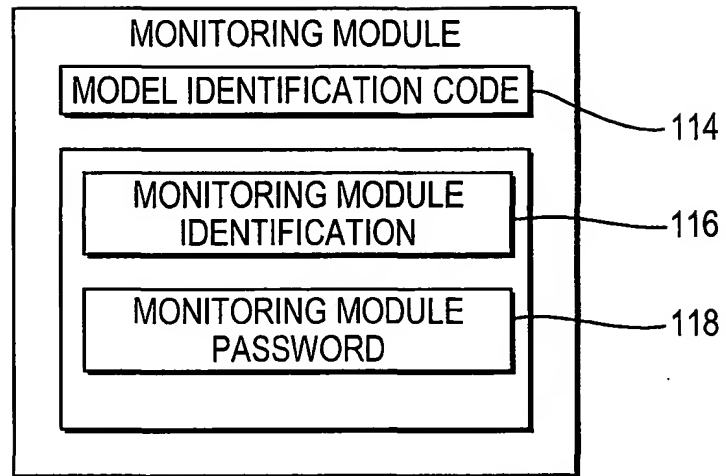 MONITORING MODULE
MODEL IDENTIFICATION CODE
114
MONITORING MODULE
IDENTIFICATION
116
MONITORING MODULE
PASSWORD
118